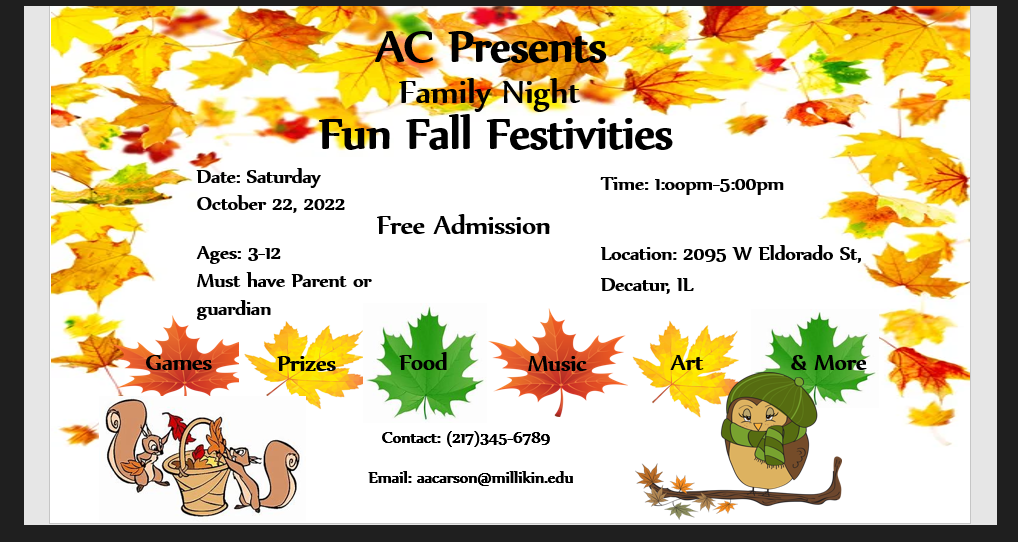 AC Presents
Family Night
Fun Fall Festivities
Date: Saturday
October 22, 2022
Time: 1:oopm-5:00pm
Free Admission
Ages: 3-12
Must have Parent or
guardian
Location: 2095 W Eldorado St,
Decatur, IL
Games
Prizes
Food
Music
Art
& More
Contact: (217)345-6789
Email: aacarson@millikin.edu